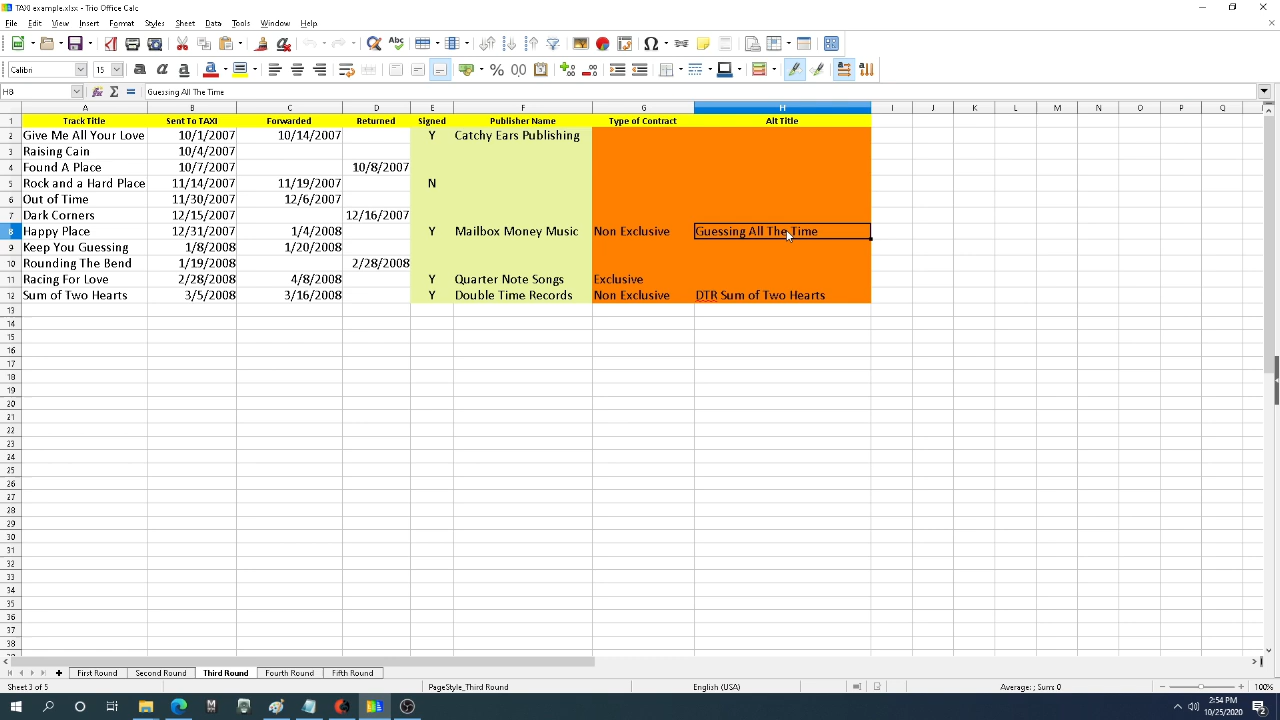 TAXI example.xlsx - Trio Office Calc
File Edit View Insert Format Styles Sheet Data Tools Window Help
Calibri 15
H8 Guessing All The Time
A B C D E F G H I J K L M N O P Q
1 Track Title Sent To TAXI Forwarded Returned Signed Publisher Name Type of Contract Alt Title
2 Give Me All Your Love 10/1/2007 10/14/2007 Y Catchy Ears Publishing
3 Raising Cain 10/4/2007
4 Found A Place 10/7/2007 10/8/2007
5 Rock and a Hard Place 11/14/2007 11/19/2007 N
6 Out of Time 11/30/2007 12/6/2007
7 Dark Corners 12/15/2007 12/16/2007
8 Happy Place 12/31/2007 1/4/2008 Y Mailbox Money Music Non Exclusive Guessing All The Time
9 Keep You Guessing 1/8/2008 1/20/2008
10 Rounding The Bend 1/19/2008 2/28/2008
11 Racing For Love 2/28/2008 4/8/2008 Y Quarter Note Songs Exclusive
12 Sum of Two Hearts 3/5/2008 3/16/2008 Y Double Time Records Non Exclusive DTR Sum of Two Hearts
13
14
15
16
17
18
19
20
21
22
23
24
25
26
27
28
29
30
31
32
33
34
35
36
37
38
First Round Second Round Third Round Fourth Round Fifth Round
Sheet 3 of 5 PageStyle_Third Round English (USA) Average: ; Sum: 0 100%
2:54 PM
10/25/2020
2